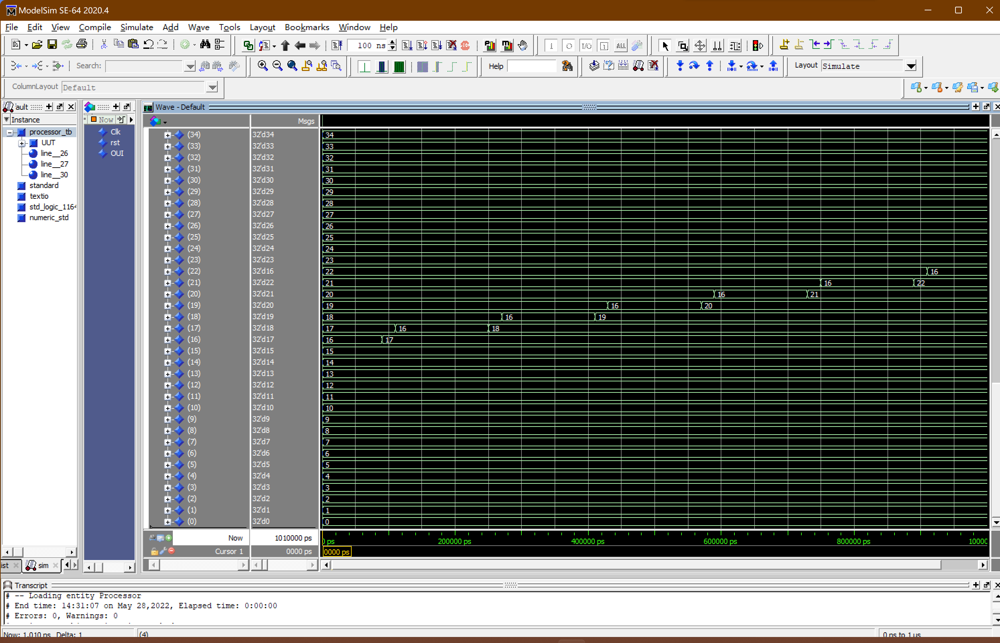 ModelSim SE-64 2020.4
File Edit View Compile Simulate Add Wave Tools Layout Bookmarks Window Help
100 ns
Search:
Help
Layout Simulate
ColumnLayout Default
ault
Instance
processor_tb
UUT
line__26
line__27
line__30
standard
textio
std_logic_1164
numeric_std
ist sim
Now
Clk
rst
OUI
Wave - Default
Msgs
(34) 32'd34 34
(33) 32'd33 33
(32) 32'd32 32
(31) 32'd31 31
(30) 32'd30 30
(29) 32'd29 29
(28) 32'd28 28
(27) 32'd27 27
(26) 32'd26 26
(25) 32'd25 25
(24) 32'd24 24
(23) 32'd23 23
(22) 32'd16 22 16
(21) 32'd22 21 16 22
(20) 32'd21 20 16 21
(19) 32'd20 19 16 20
(18) 32'd19 18 16 19
(17) 32'd18 17 16 18
(16) 32'd17 16 17
(15) 32'd15 15
(14) 32'd14 14
(13) 32'd13 13
(12) 32'd12 12
(11) 32'd11 11
(10) 32'd10 10
(9) 32'd9 9
(8) 32'd8 8
(7) 32'd7 7
(6) 32'd6 6
(5) 32'd5 5
(4) 32'd4 4
(3) 32'd3 3
(2) 32'd2 2
(1) 32'd1 1
(0) 32'd0 0
Now 1010000 ps 0 ps 200000 ps 400000 ps 600000 ps 800000 ps 10000
Cursor 1 0000 ps 0000 ps
Transcript
# -- Loading entity Processor
# End time: 14:31:07 on May 28,2022, Elapsed time: 0:00:00
# Errors: 0, Warnings: 0
Now: 1,010 ns Delta: 1 (4) 0 ns to 1 us